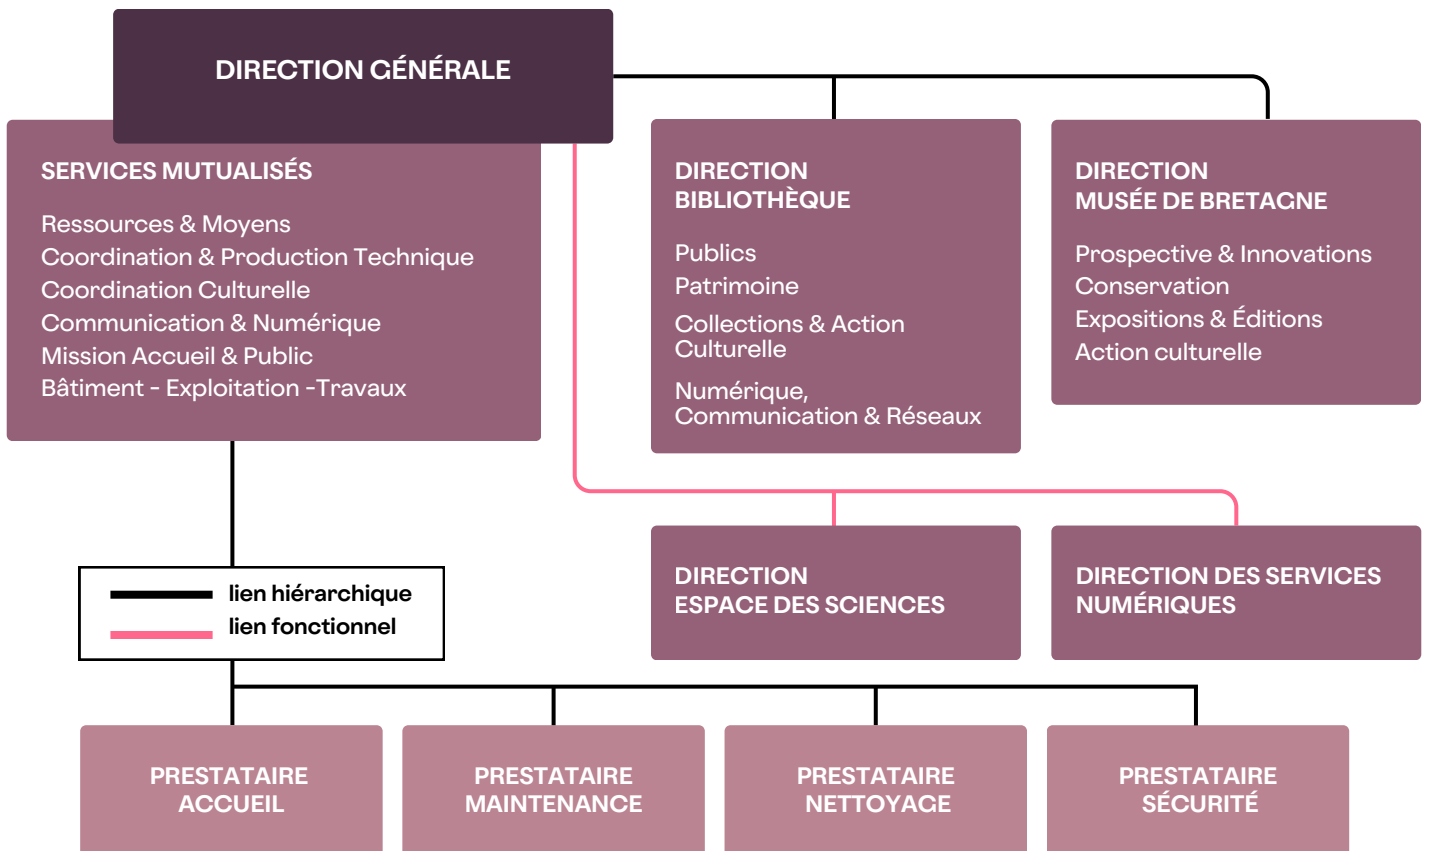 DIRECTION GÉNÉRALE
SERVICES MUTUALISÉS
Ressources & Moyens
Coordination & Production Technique
Coordination Culturelle
Communication & Numérique
Mission Accueil & Public
Bâtiment - Exploitation -Travaux
DIRECTION
BIBLIOTHÈQUE
Publics
Patrimoine
Collections & Action
Culturelle
Numérique,
Communication & Réseaux
DIRECTION
MUSÉE DE BRETAGNE
Prospective & Innovations
Conservation
Expositions & Éditions
Action culturelle
DIRECTION
ESPACE DES SCIENCES
DIRECTION DES SERVICES
NUMÉRIQUES
lien hiérarchique
lien fonctionnel
PRESTATAIRE
ACCUEIL
PRESTATAIRE
MAINTENANCE
PRESTATAIRE
NETTOYAGE
PRESTATAIRE
SÉCURITÉ